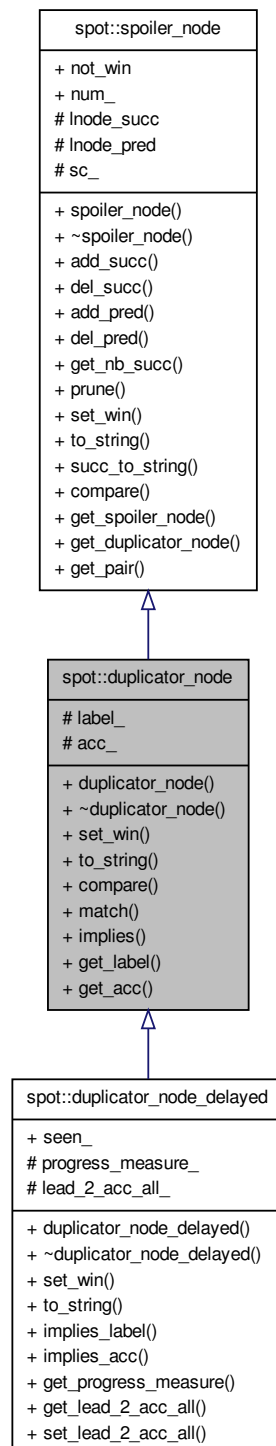 spot::spoiler_node
+ not_win
+ num_
# lnode_succ
# lnode_pred
# sc_
+ spoiler_node()
+ ~spoiler_node()
+ add_succ()
+ del_succ()
+ add_pred()
+ del_pred()
+ get_nb_succ()
+ prune()
+ set_win()
+ to_string()
+ succ_to_string()
+ compare()
+ get_spoiler_node()
+ get_duplicator_node()
+ get_pair()
spot::duplicator_node
# label_
# acc_
+ duplicator_node()
+ ~duplicator_node()
+ set_win()
+ to_string()
+ compare()
+ match()
+ implies()
+ get_label()
+ get_acc()
spot::duplicator_node_delayed
+ seen_
# progress_measure_
# lead_2_acc_all_
+ duplicator_node_delayed()
+ ~duplicator_node_delayed()
+ set_win()
+ to_string()
+ implies_label()
+ implies_acc()
+ get_progress_measure()
+ get_lead_2_acc_all()
+ set_lead_2_acc_all()